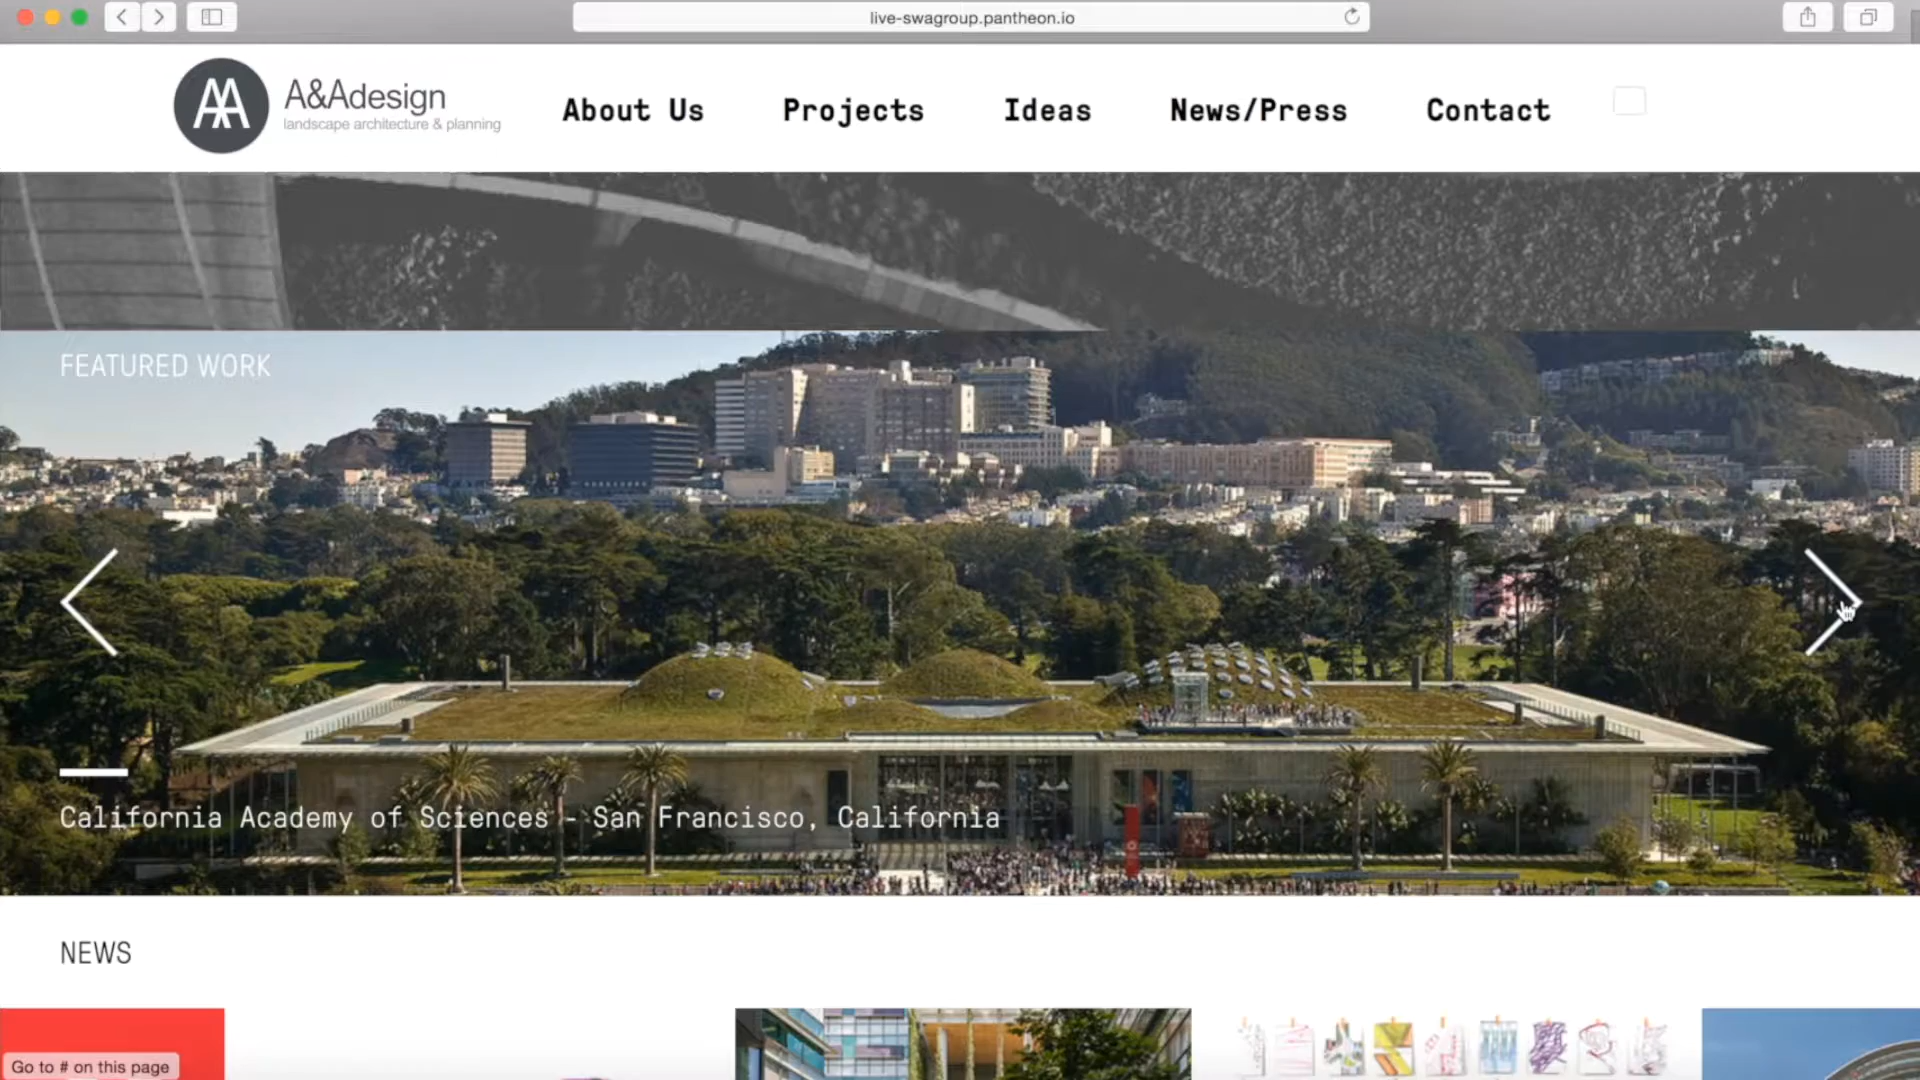 live-swagroup.pantheon.io
AA
A&Adesign
landscape architecture & planning
About Us
Projects
Ideas
News/Press
Contact
FEATURED WORK
California Academy of Sciences - San Francisco, California
NEWS
Go to # on this page